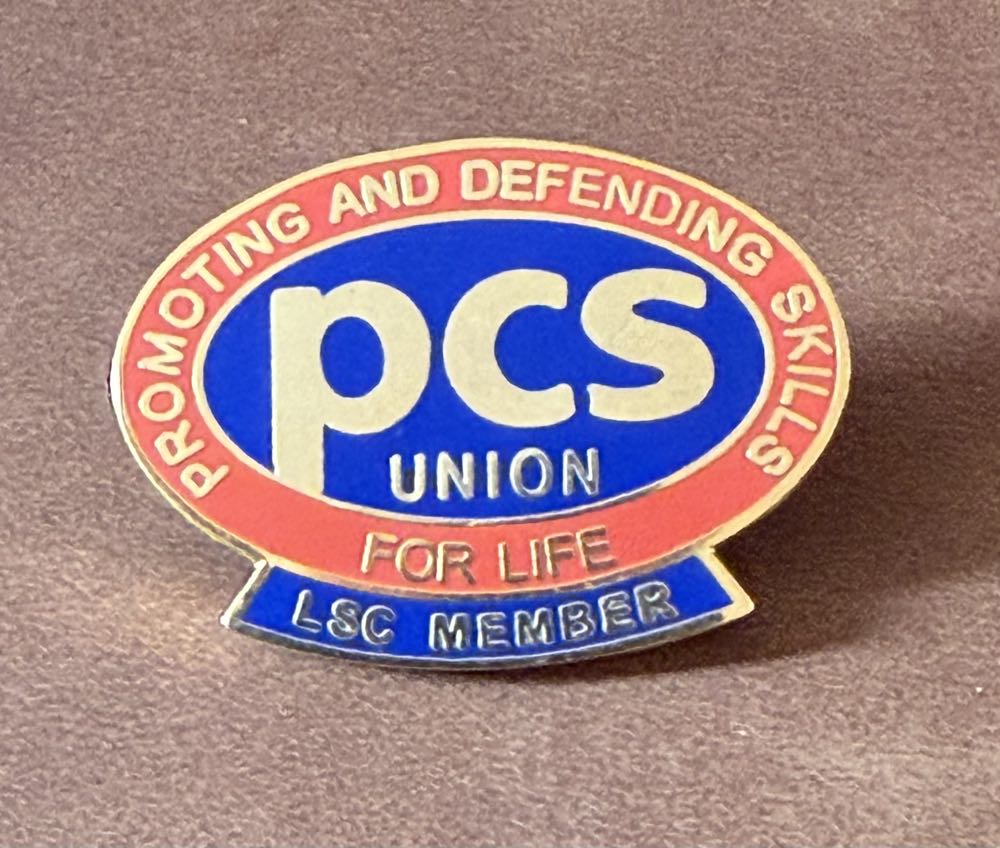 PROMOTING AND DEFENDING SKILLS
pcs
UNION
FOR LIFE
LSC MEMBER